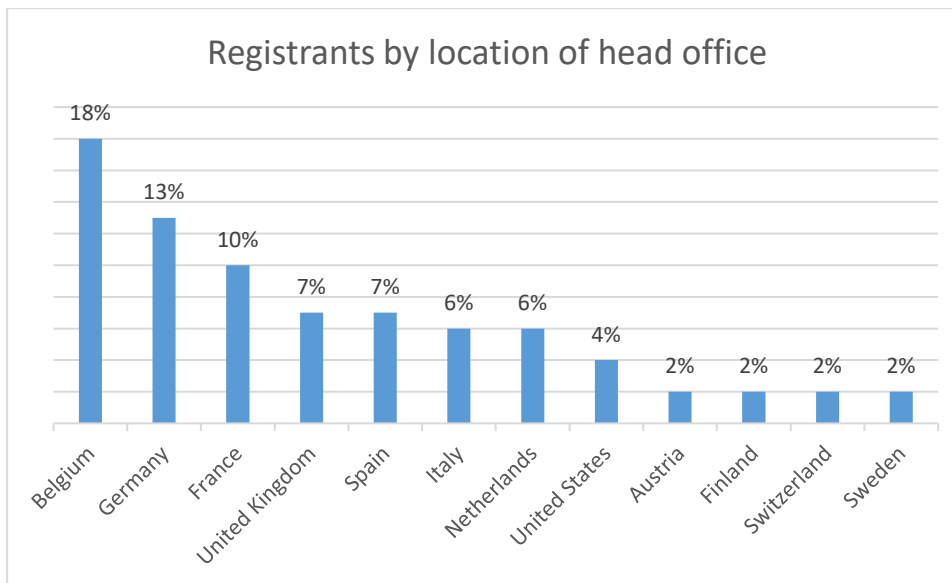 Registrants by location of head office
18%
13%
10%
7%
7%
6%
6%
4%
2%
2%
2%
2%
Belgium
Germany
France
United Kingdom
Spain
Italy
Netherlands
United States
Austria
Finland
Switzerland
Sweden